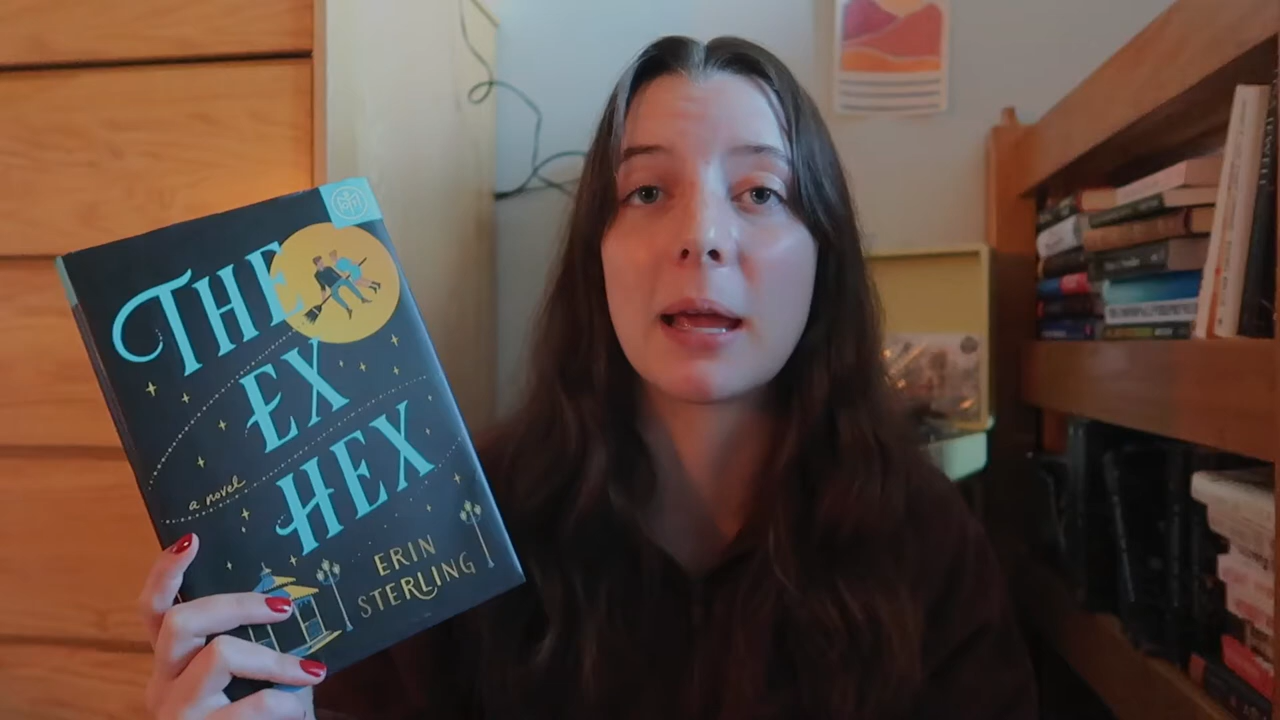 THE
EX
HEX
a novel
ERIN
STERLING